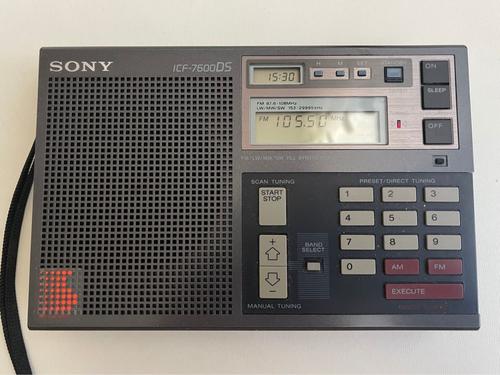 SONY
ICF-7600DS
15:30
H M SET STANDBY
ON
SLEEP
OFF
FM 87.6-108MHz
LW/MW/SW 153-29995kHz
FM 105.50 MHz
SCAN TUNING
START
STOP
PRESET/DIRECT TUNING
1 2 3
4 5 6
7 8 9
0 AM FM
EXECUTE
BAND
SELECT
+
-
MANUAL TUNING